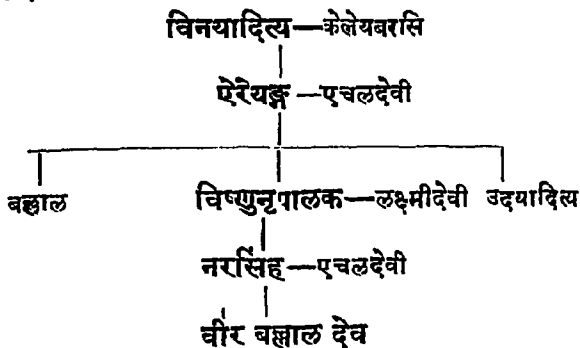 विनयादित्य—केलेयबरसि
ऐरेयङ्ग—एचलदेवी
बल्लाल विष्णुनृपालक—लक्ष्मीदेवी उदयादित्य
नरसिंह—एचलदेवी
वीर बल्लाल देव